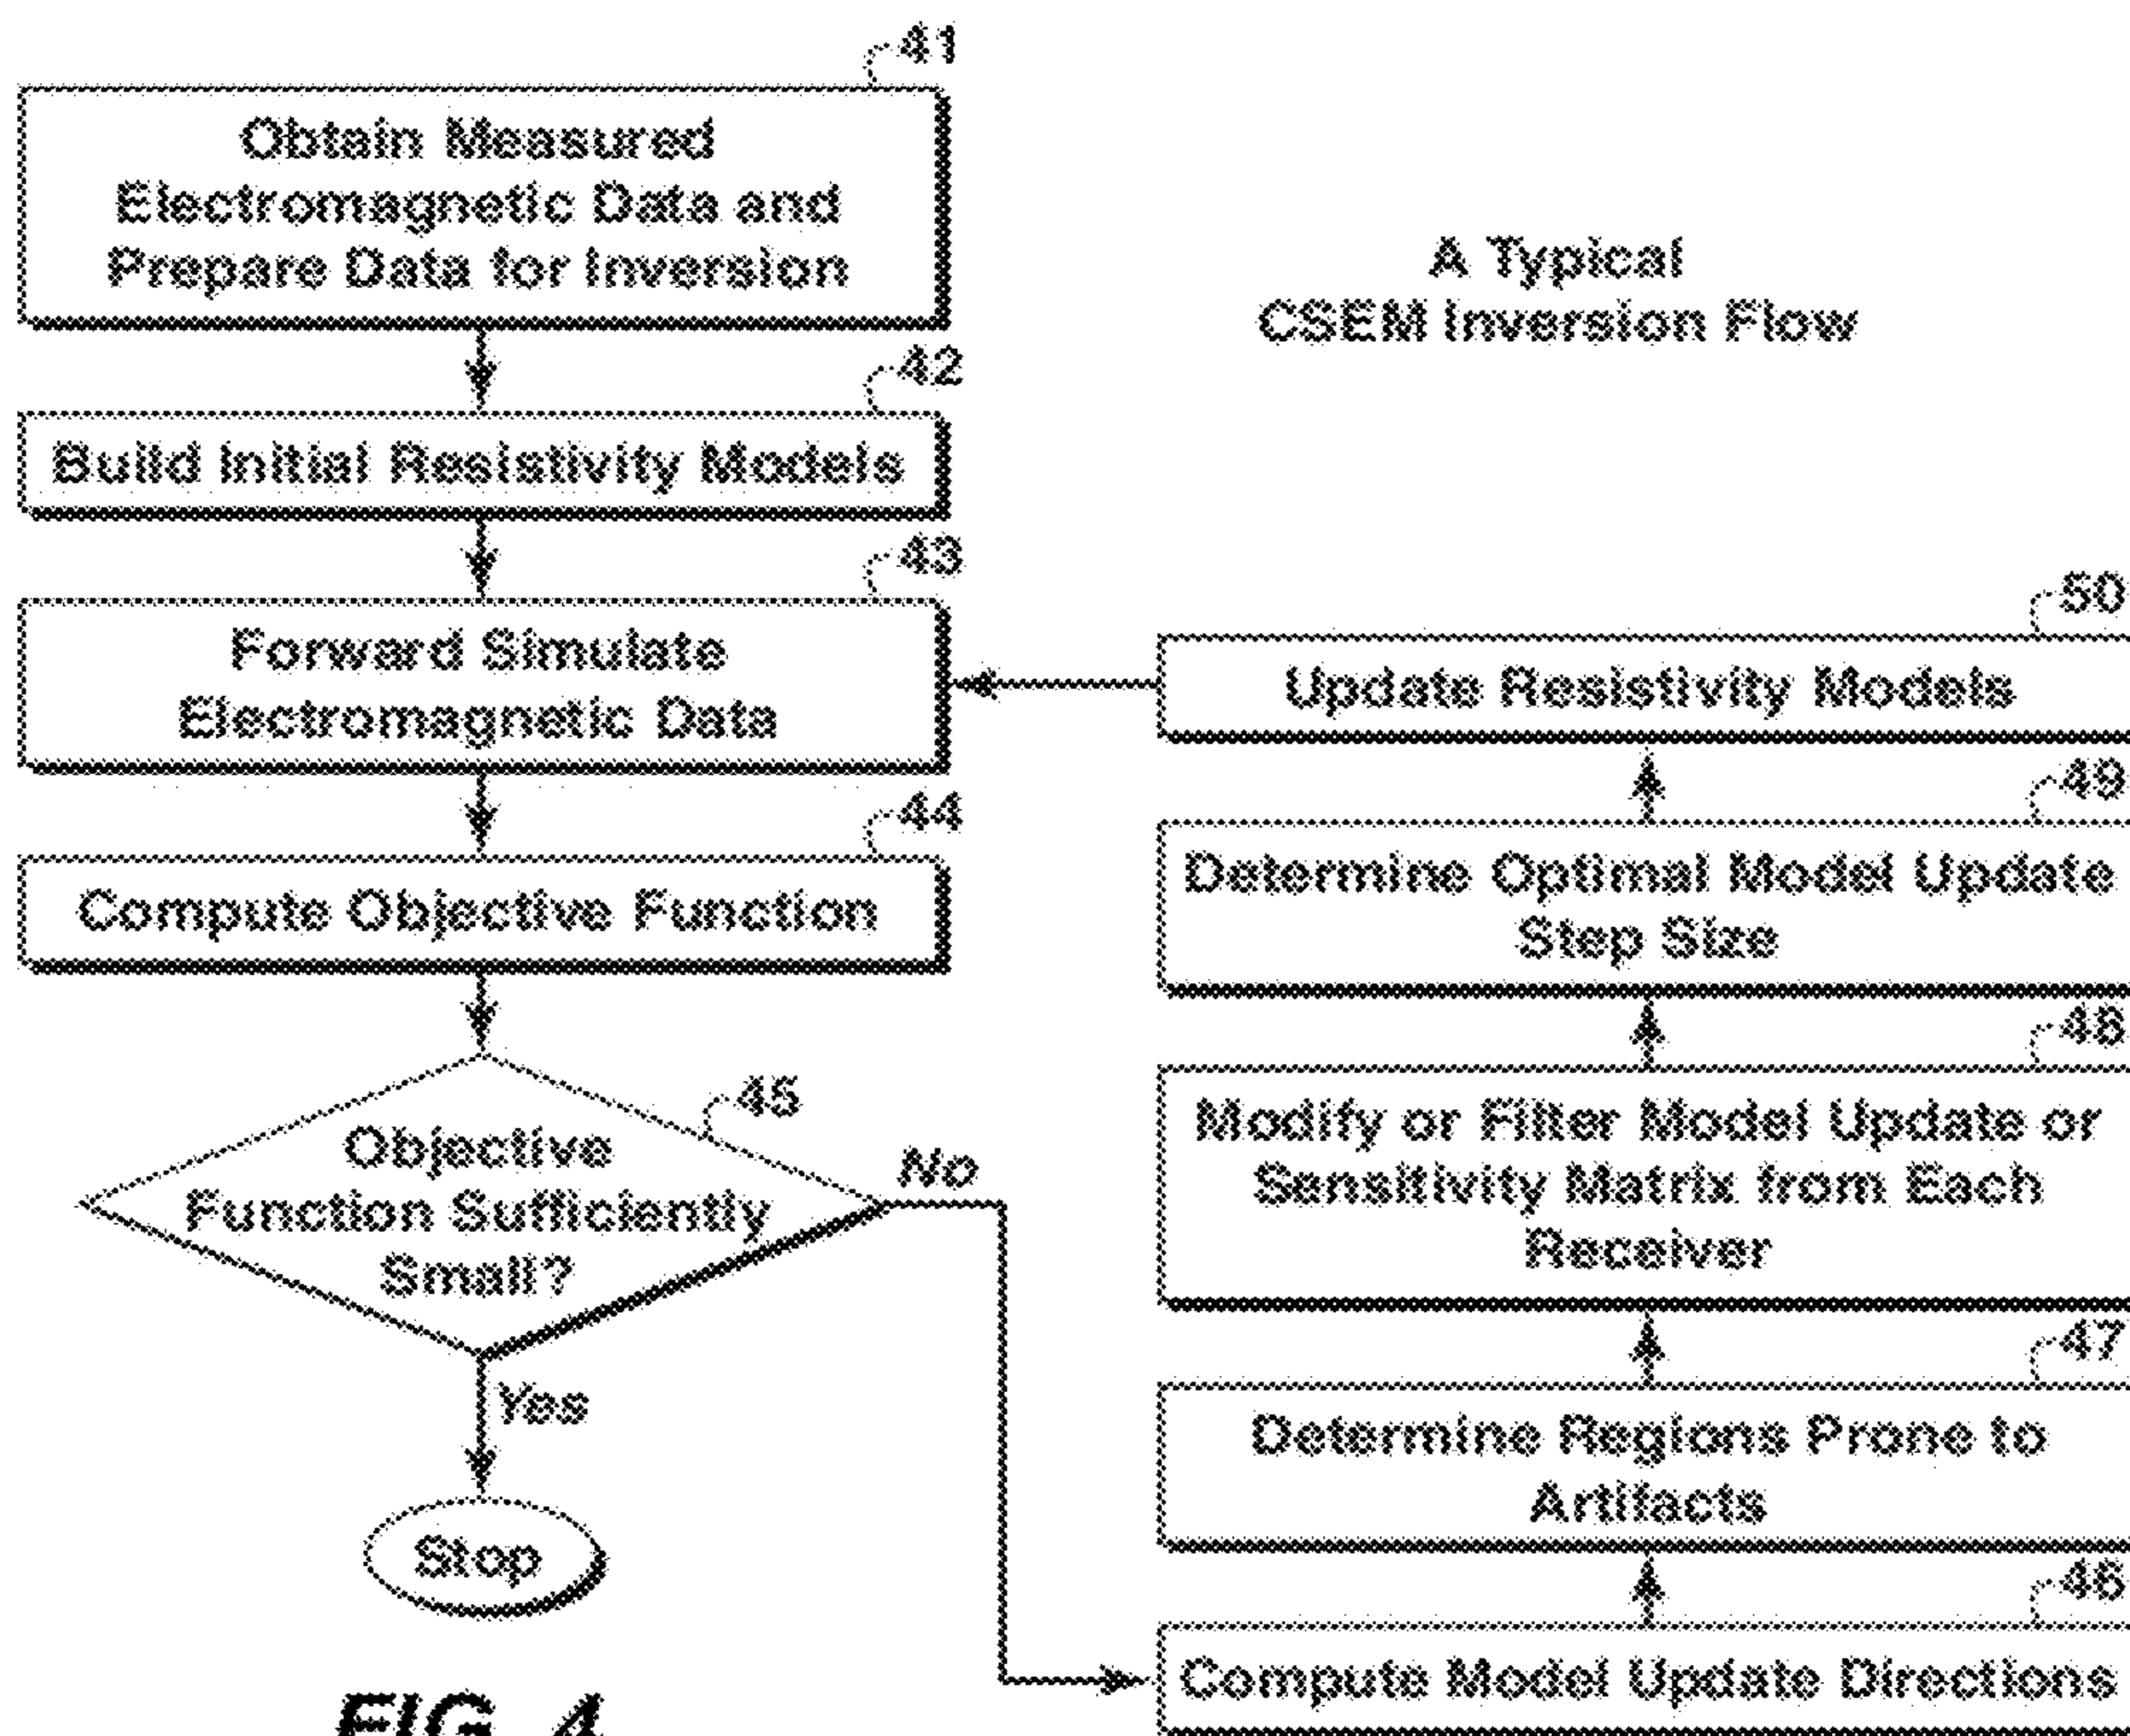 41
Obtain Measured
Electromagnetic Data and
Prepare Data for Inversion
A Typical
CSEM Inversion Flow
42
Build Initial Resistivity Models
43
Forward Simulate
Electromagnetic Data
44
Compute Objective Function
45
Objective
Function Sufficiently
Small?
No
Yes
Stop
50
Update Resistivity Models
49
Determine Optimal Model Update
Step Size
48
Modify or Filter Model Update or
Sensitivity Matrix from Each
Receiver
47
Determine Regions Prone to
Artifacts
46
Compute Model Update Directions
FIG. 4